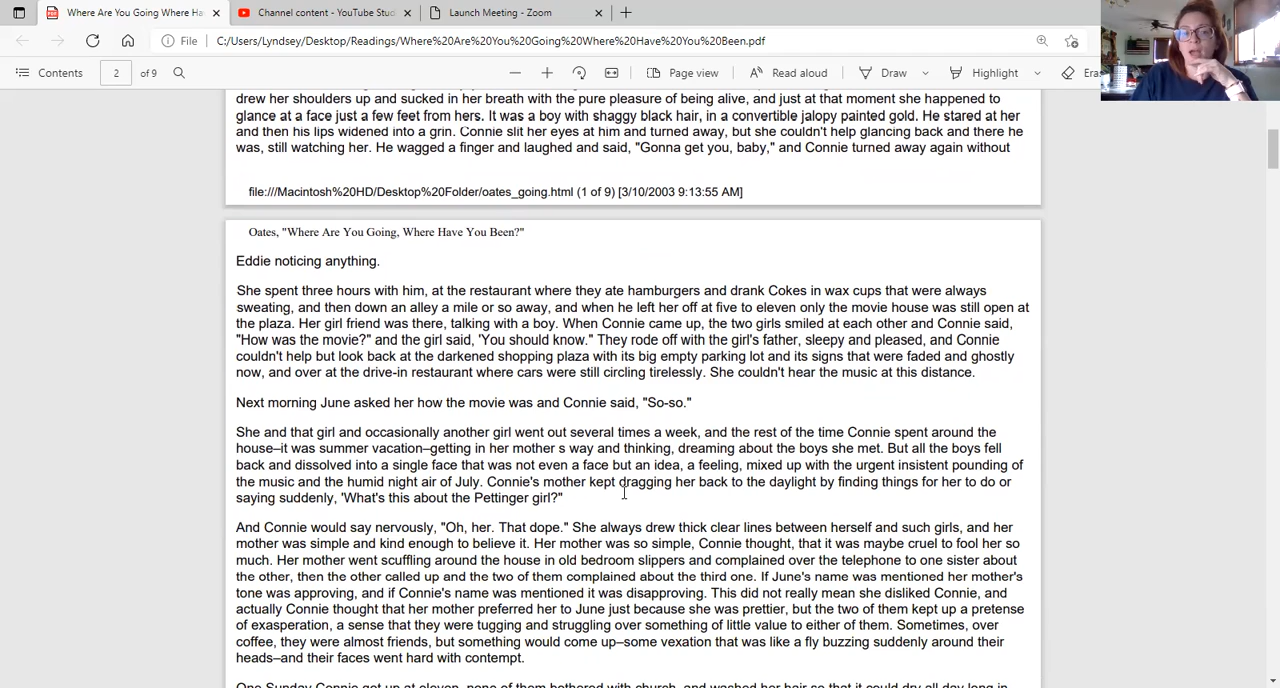 Where Are You Going Where Ha
Channel content - YouTube Stud
Launch Meeting - Zoom
File
C:/Users/Lyndsey/Desktop/Readings/Where%20Are%20You%20Going%20Where%20Have%20You%20Been.pdf
Contents
2
of 9
Page view
Read aloud
Draw
Highlight
Era
drew her shoulders up and sucked in her breath with the pure pleasure of being alive, and just at that moment she happened to
glance at a face just a few feet from hers. It was a boy with shaggy black hair, in a convertible jalopy painted gold. He stared at her
and then his lips widened into a grin. Connie slit her eyes at him and turned away, but she couldn't help glancing back and there he
was, still watching her. He wagged a finger and laughed and said, "Gonna get you, baby," and Connie turned away again without
file:///Macintosh%20HD/Desktop%20Folder/oates_going.html (1 of 9) [3/10/2003 9:13:55 AM]
Oates, "Where Are You Going, Where Have You Been?"
Eddie noticing anything.
She spent three hours with him, at the restaurant where they ate hamburgers and drank Cokes in wax cups that were always
sweating, and then down an alley a mile or so away, and when he left her off at five to eleven only the movie house was still open at
the plaza. Her girl friend was there, talking with a boy. When Connie came up, the two girls smiled at each other and Connie said,
"How was the movie?" and the girl said, 'You should know." They rode off with the girl's father, sleepy and pleased, and Connie
couldn't help but look back at the darkened shopping plaza with its big empty parking lot and its signs that were faded and ghostly
now, and over at the drive-in restaurant where cars were still circling tirelessly. She couldn't hear the music at this distance.
Next morning June asked her how the movie was and Connie said, "So-so."
She and that girl and occasionally another girl went out several times a week, and the rest of the time Connie spent around the
house–it was summer vacation–getting in her mother s way and thinking, dreaming about the boys she met. But all the boys fell
back and dissolved into a single face that was not even a face but an idea, a feeling, mixed up with the urgent insistent pounding of
the music and the humid night air of July. Connie's mother kept dragging her back to the daylight by finding things for her to do or
saying suddenly, 'What's this about the Pettinger girl?"
And Connie would say nervously, "Oh, her. That dope." She always drew thick clear lines between herself and such girls, and her
mother was simple and kind enough to believe it. Her mother was so simple, Connie thought, that it was maybe cruel to fool her so
much. Her mother went scuffling around the house in old bedroom slippers and complained over the telephone to one sister about
the other, then the other called up and the two of them complained about the third one. If June's name was mentioned her mother's
tone was approving, and if Connie's name was mentioned it was disapproving. This did not really mean she disliked Connie, and
actually Connie thought that her mother preferred her to June just because she was prettier, but the two of them kept up a pretense
of exasperation, a sense that they were tugging and struggling over something of little value to either of them. Sometimes, over
coffee, they were almost friends, but something would come up–some vexation that was like a fly buzzing suddenly around their
heads–and their faces went hard with contempt.
One Sunday Connie got up at eleven–none of them bothered with church–and washed her hair so that it could dry all day long in